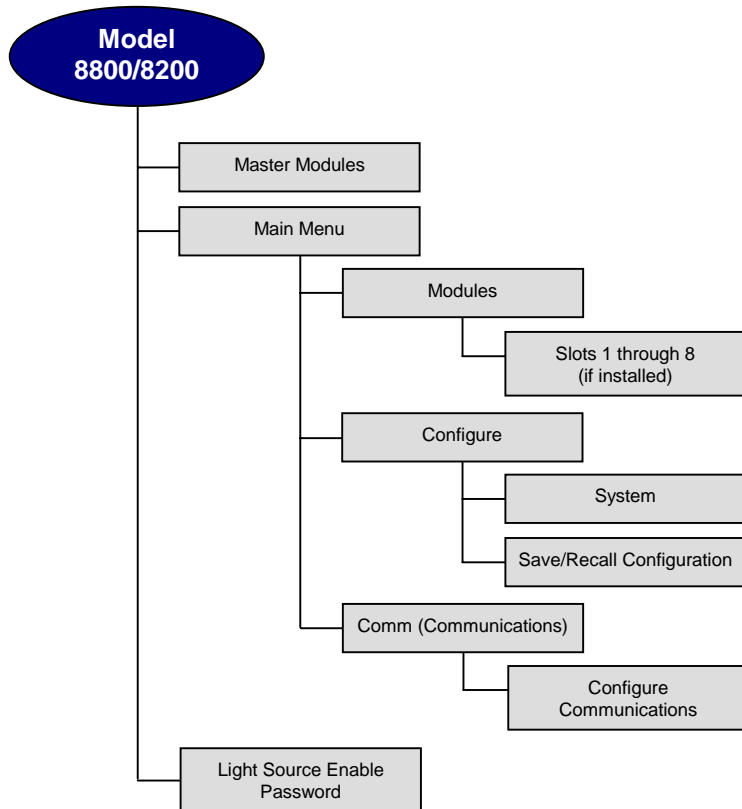 Model
8800/8200
Master Modules
Main Menu
Modules
Slots 1 through 8
(if installed)
Configure
System
Save/Recall Configuration
Comm (Communications)
Configure
Communications
Light Source Enable
Password